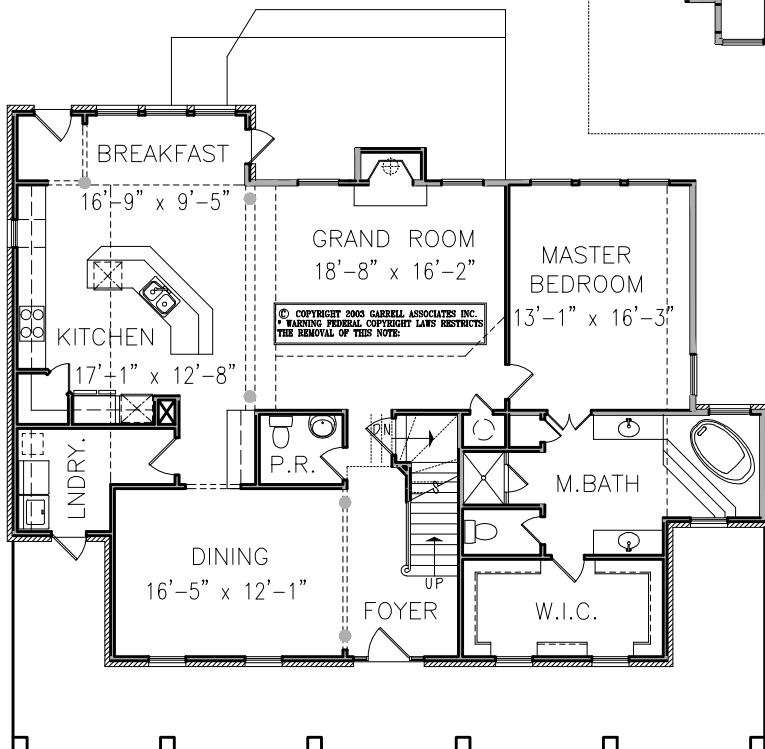 BREAKFAST
16'-9" x 9'-5"
GRAND ROOM
18'-8" x 16'-2"
MASTER
BEDROOM
13'-1" x 16'-3"
© COPYRIGHT 2003 GARRELL ASSOCIATES INC.
* WARNING FEDERAL COPYRIGHT LAWS RESTRICTS
THE REMOVAL OF THIS NOTE:
KITCHEN
17'-1" x 12'-8"
DN
P.R.
LNDRY.
M.BATH
DINING
16'-5" x 12'-1"
UP
FOYER
W.I.C.